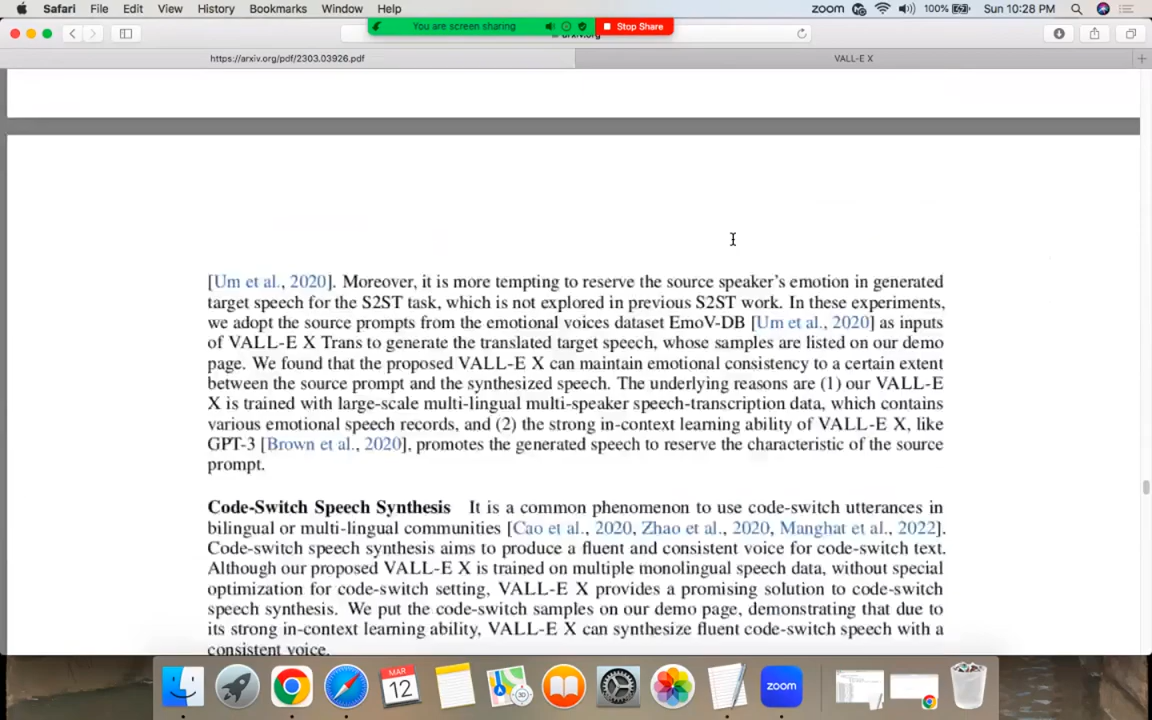 Safari File Edit View History Bookmarks Window Help zoom 100% Sun 10:28 PM
You are screen sharing Stop Share
https://arxiv.org/pdf/2303.03926.pdf VALL-E X
[Um et al., 2020]. Moreover, it is more tempting to reserve the source speaker's emotion in generated
target speech for the S2ST task, which is not explored in previous S2ST work. In these experiments,
we adopt the source prompts from the emotional voices dataset EmoV-DB [Um et al., 2020] as inputs
of VALL-E X Trans to generate the translated target speech, whose samples are listed on our demo
page. We found that the proposed VALL-E X can maintain emotional consistency to a certain extent
between the source prompt and the synthesized speech. The underlying reasons are (1) our VALL-E
X is trained with large-scale multi-lingual multi-speaker speech-transcription data, which contains
various emotional speech records, and (2) the strong in-context learning ability of VALL-E X, like
GPT-3 [Brown et al., 2020], promotes the generated speech to reserve the characteristic of the source
prompt.
Code-Switch Speech Synthesis It is a common phenomenon to use code-switch utterances in
bilingual or multi-lingual communities [Cao et al., 2020, Zhao et al., 2020, Manghat et al., 2022].
Code-switch speech synthesis aims to produce a fluent and consistent voice for code-switch text.
Although our proposed VALL-E X is trained on multiple monolingual speech data, without special
optimization for code-switch setting, VALL-E X provides a promising solution to code-switch
speech synthesis. We put the code-switch samples on our demo page, demonstrating that due to
its strong in-context learning ability, VALL-E X can synthesize fluent code-switch speech with a
consistent voice.
MAR
12
zoom